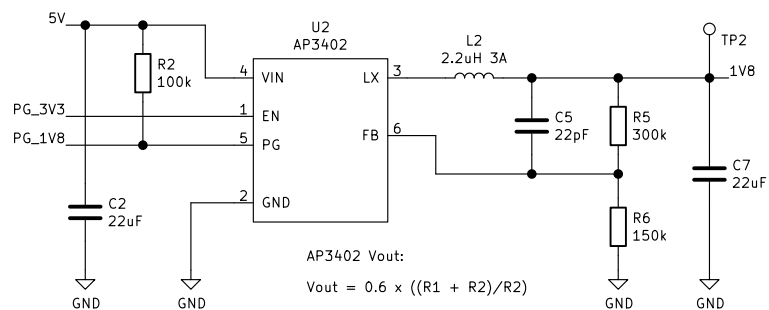 5V
U2
AP3402
L2
2.2uH 3A
TP2
1V8
R2
100k
4 VIN
LX 3
PG_3V3
1 EN
C5
22pF
R5
300k
PG_1V8
5 PG
FB 6
C7
22uF
2 GND
C2
22uF
R6
150k
AP3402 Vout:
Vout = 0.6 x ((R1 + R2)/R2)
GND
GND
GND
GND